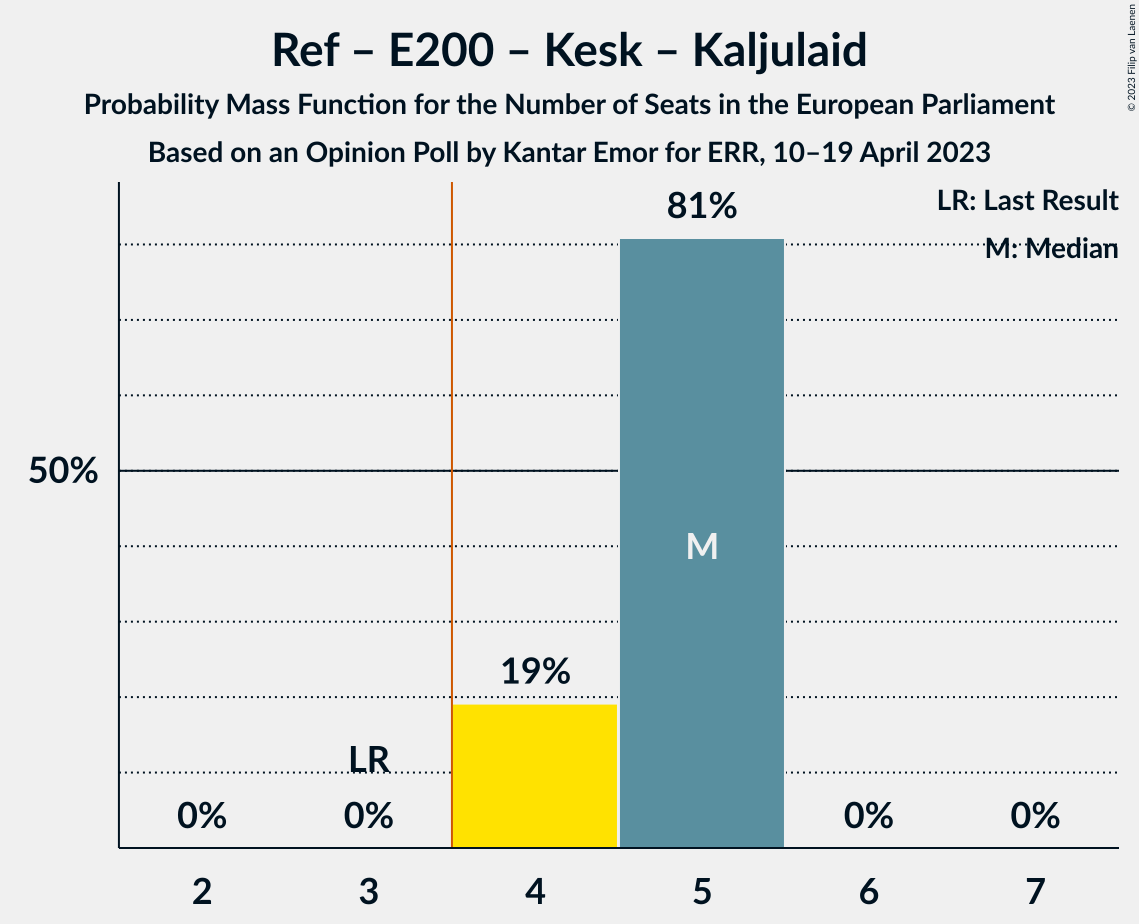 Ref – E200 – Kesk – Kaljulaid
Probability Mass Function for the Number of Seats in the European Parliament
Based on an Opinion Poll by Kantar Emor for ERR, 10–19 April 2023
© 2023 Filip van Laenen
LR: Last Result
M: Median
81%
50%
M
19%
LR
0% 0% 0% 0%
2 3 4 5 6 7